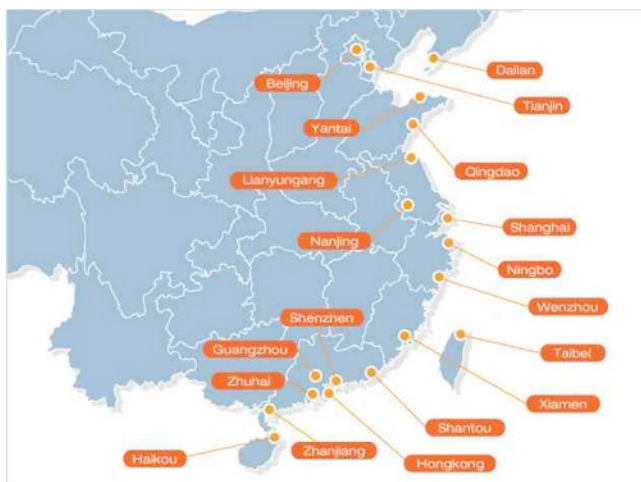 Beijing
Dalian
Tianjin
Yantai
Qingdao
Lianyungang
Shanghai
Nanjing
Ningbo
Wenzhou
Shenzhen
Guangzhou
Taibei
Zhuhai
Xiamen
Shantou
Zhanjiang
Haikou
Hongkong